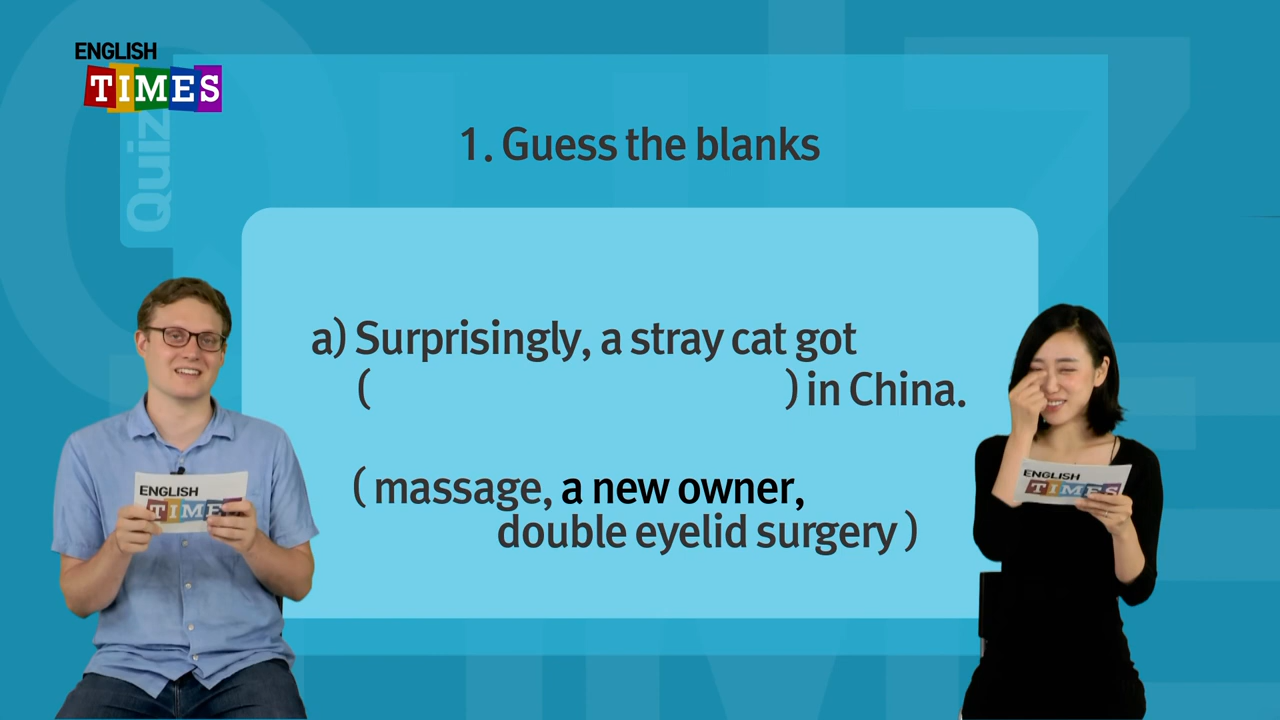 ENGLISH
TIMES
Quiz
1. Guess the blanks
a) Surprisingly, a stray cat got
( ) in China.
( massage, a new owner,
double eyelid surgery )
ENGLISH
TIMES
ENGLISH
TIMES